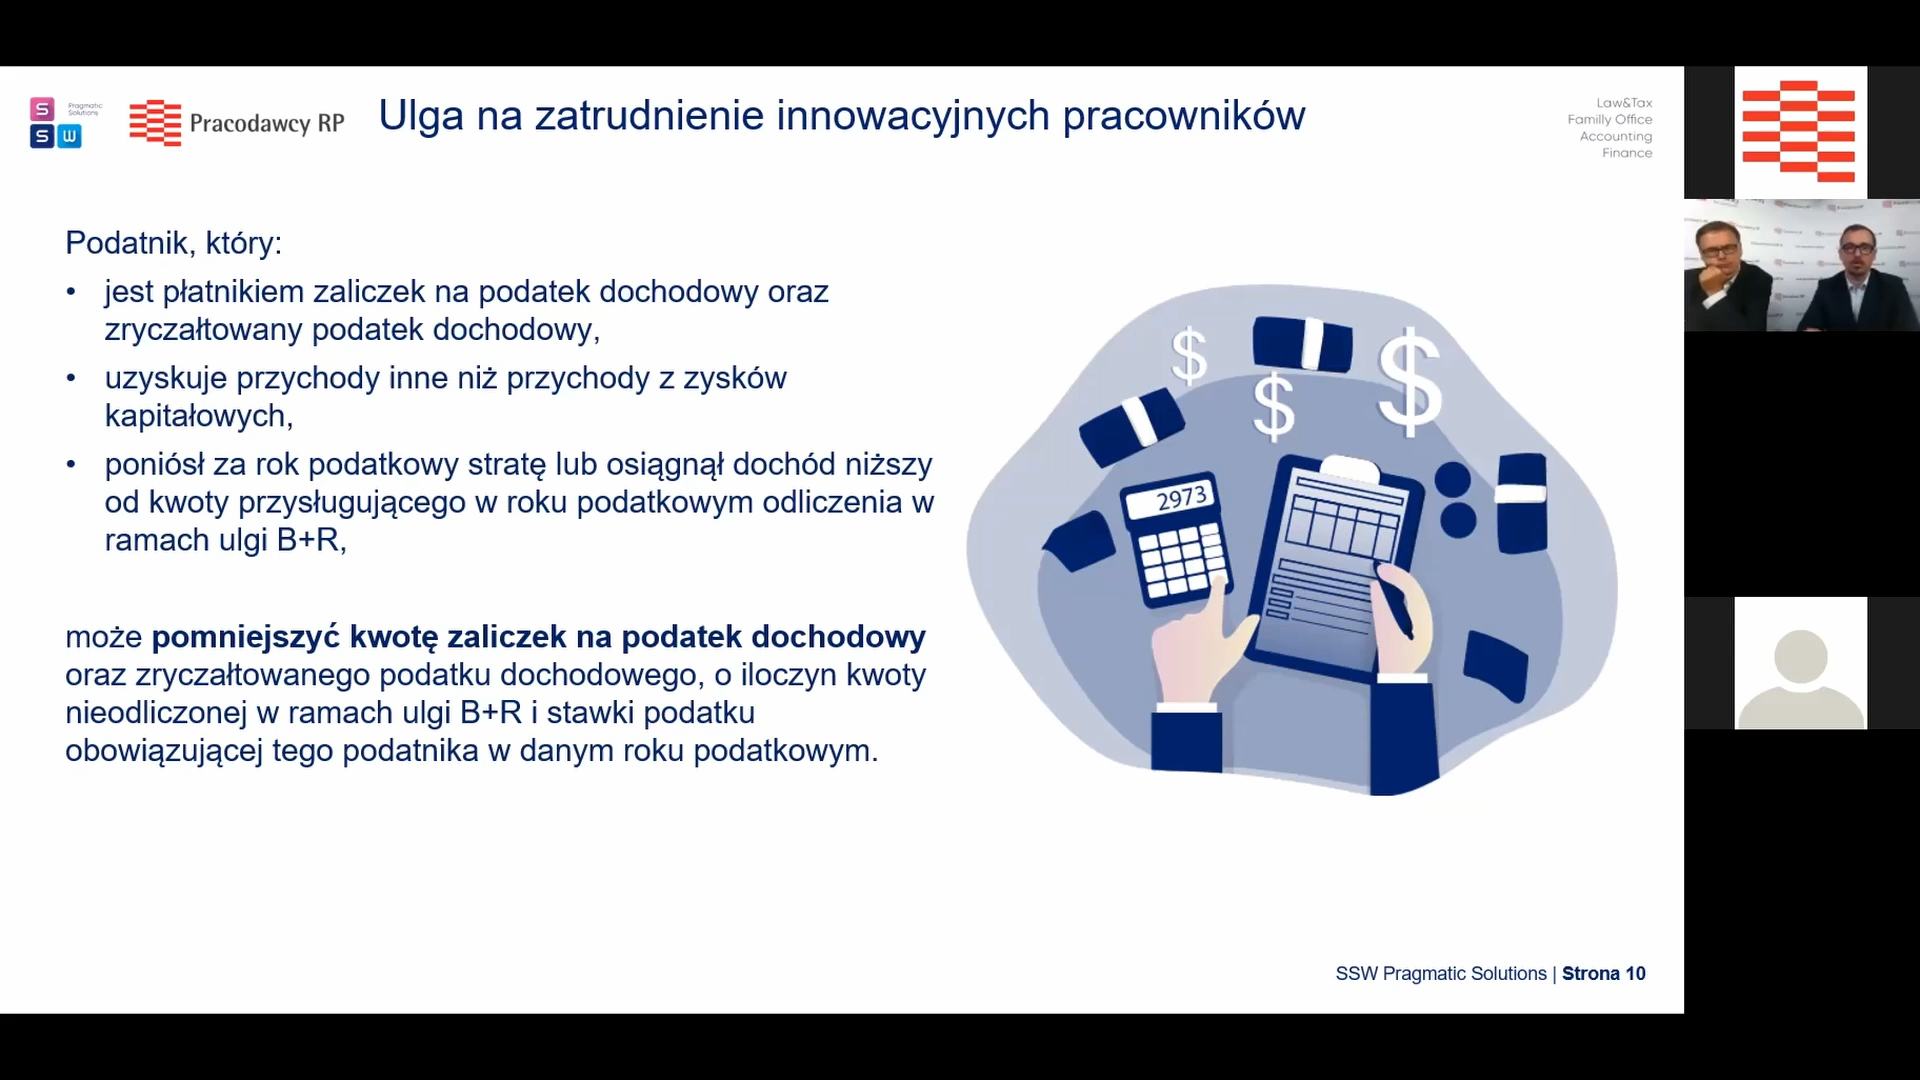 S
Pragmatic
Solutions
S W
Pracodawcy RP
Ulga na zatrudnienie innowacyjnych pracowników
Law&Tax
Familly Office
Accounting
Finance
Podatnik, który:
• jest płatnikiem zaliczek na podatek dochodowy oraz
zryczałtowany podatek dochodowy,
• uzyskuje przychody inne niż przychody z zysków
kapitałowych,
• poniósł za rok podatkowy stratę lub osiągnął dochód niższy
od kwoty przysługującego w roku podatkowym odliczenia w
ramach ulgi B+R,
może pomniejszyć kwotę zaliczek na podatek dochodowy
oraz zryczałtowanego podatku dochodowego, o iloczyn kwoty
nieodliczonej w ramach ulgi B+R i stawki podatku
obowiązującej tego podatnika w danym roku podatkowym.
$
$
$
2973
SSW Pragmatic Solutions | Strona 10